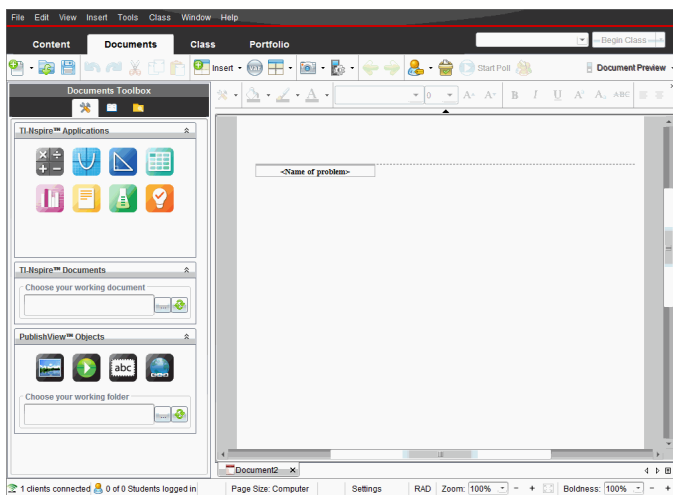 File Edit View Insert Tools Class Window Help
Content Documents Class Portfolio
Begin Class
Insert var Start Poll Document Preview
Documents Toolbox
0 A+ A- B I U ABC
TI-Nspire™ Applications
<Name of problem>
TI-Nspire™ Documents
Choose your working document
...
PublishView™ Objects
abc
Choose your working folder
...
Document2 x
1 clients connected 0 of 0 Students logged in Page Size: Computer Settings RAD Zoom: 100% - + Boldness: 100% - +